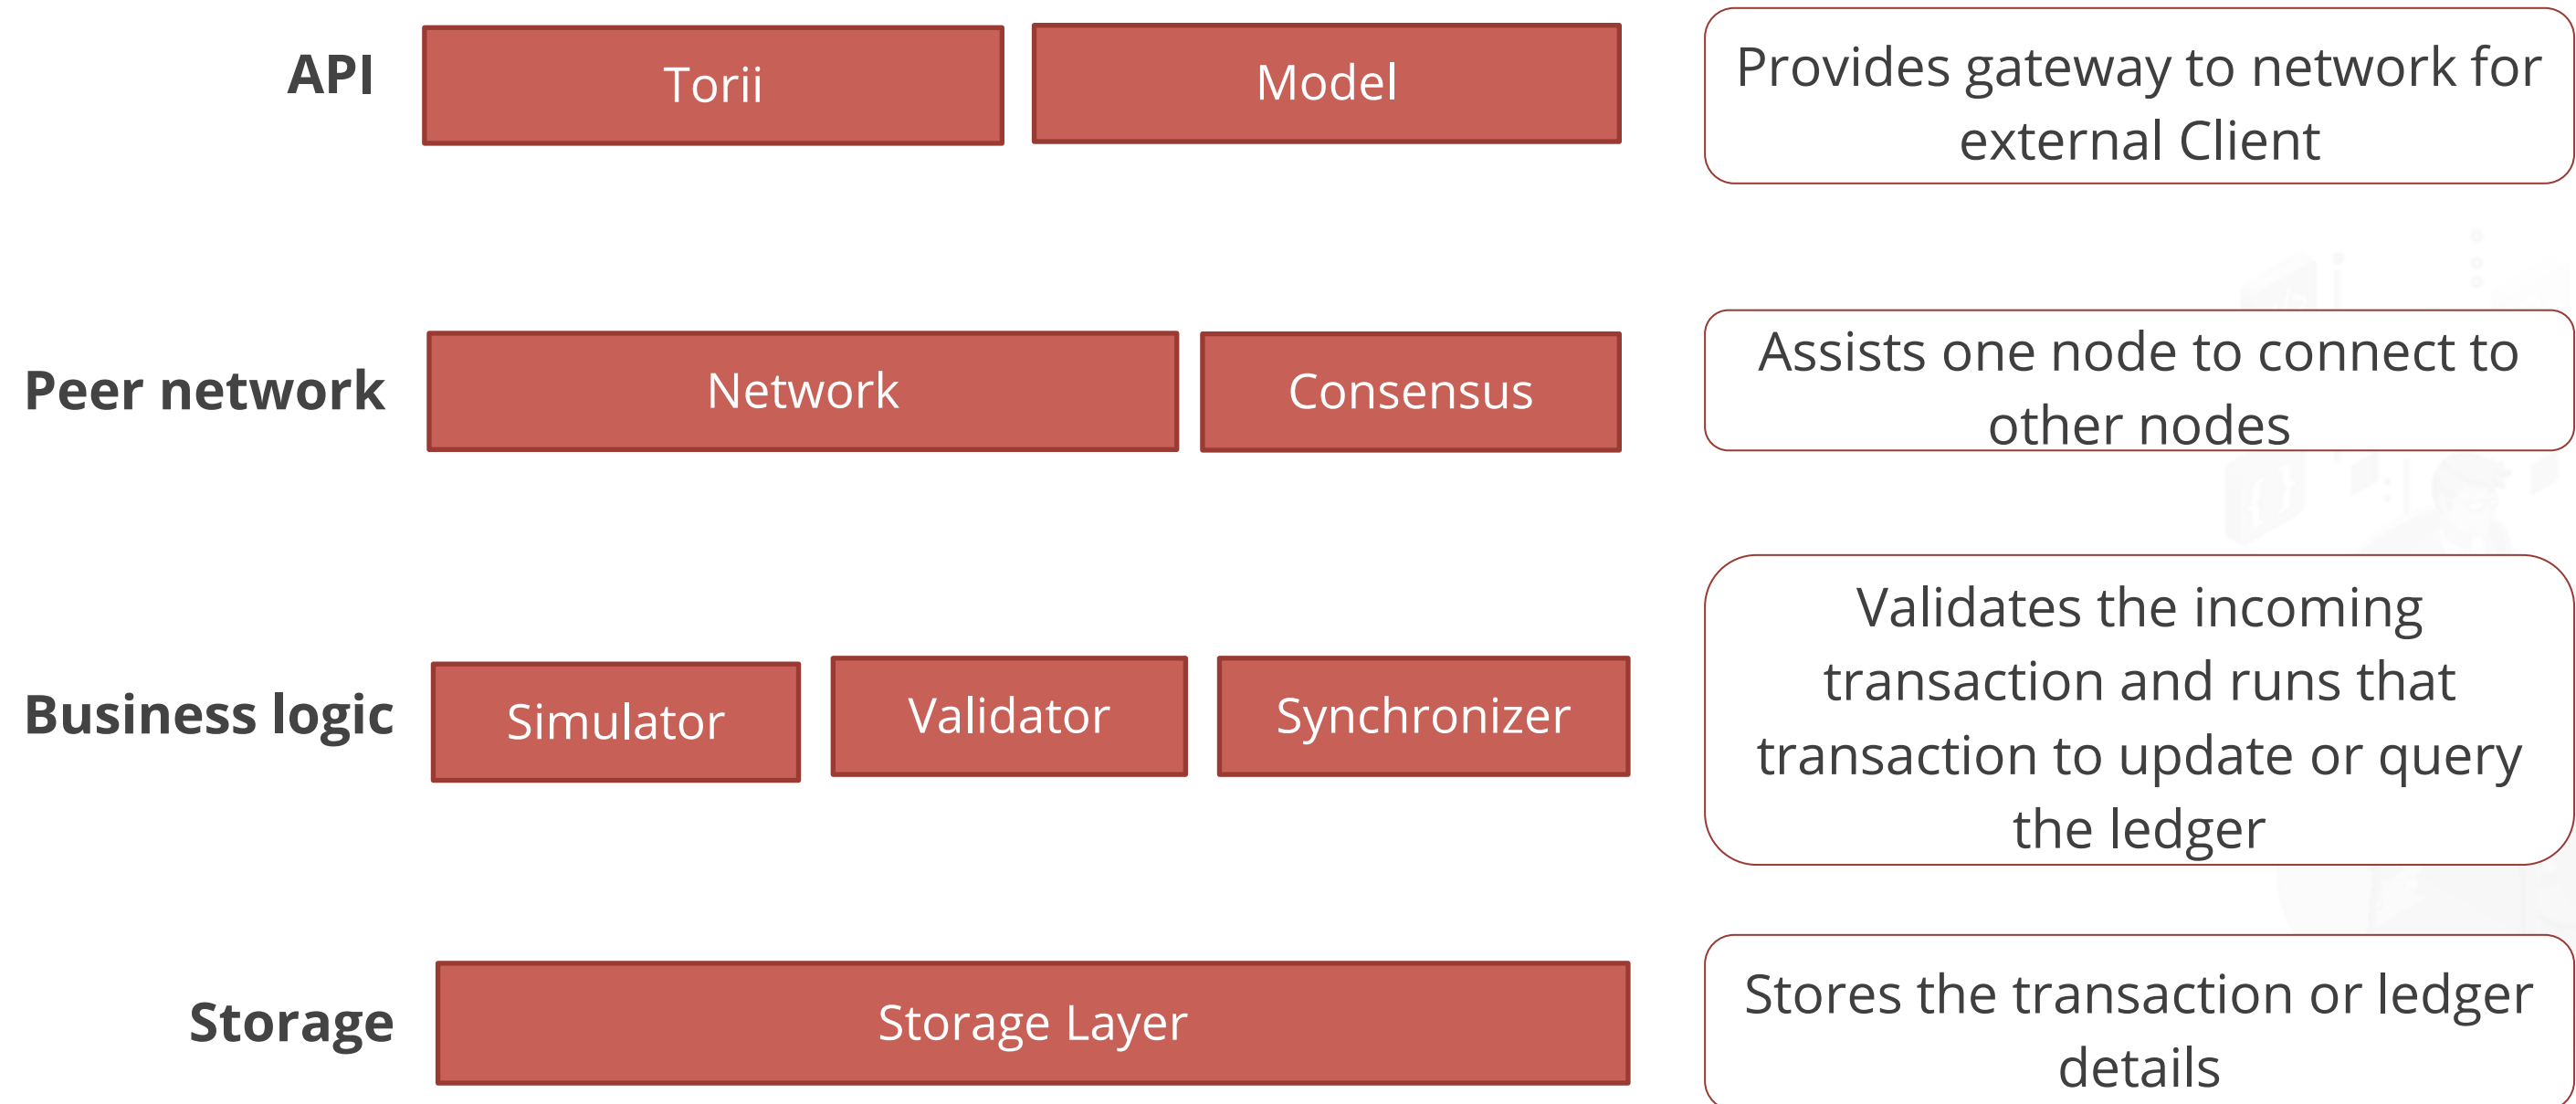 API
Torii
Model
Provides gateway to network for
external Client
Peer network
Network
Consensus
Assists one node to connect to
other nodes
Business logic
Simulator
Validator
Synchronizer
Validates the incoming
transaction and runs that
transaction to update or query
the ledger
Storage
Storage Layer
Stores the transaction or ledger
details